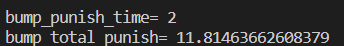 bump_punish_time= 2
bump total punish= 11.81463662608379